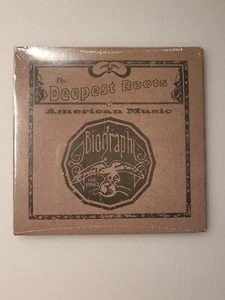 The
Deepest Roots
of
American Music
Biograph